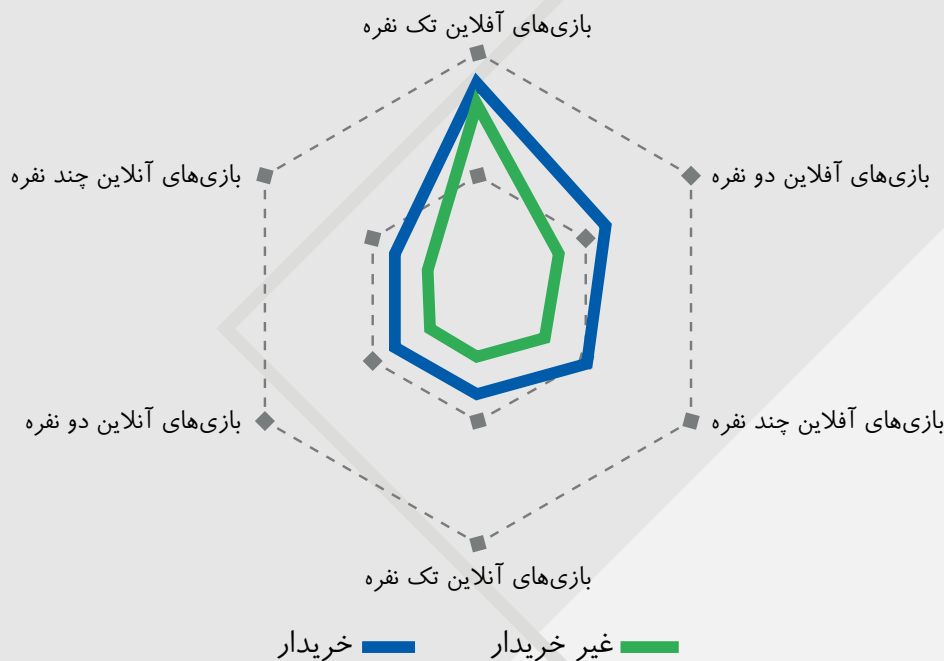 بازی‌های آفلاین تک نفره
بازی‌های آفلاین دو نفره
بازی‌های آنلاین چند نفره
بازی‌های آفلاین چند نفره
بازی‌های آنلاین دو نفره
بازی‌های آنلاین تک نفره
غیر خریدار
خریدار